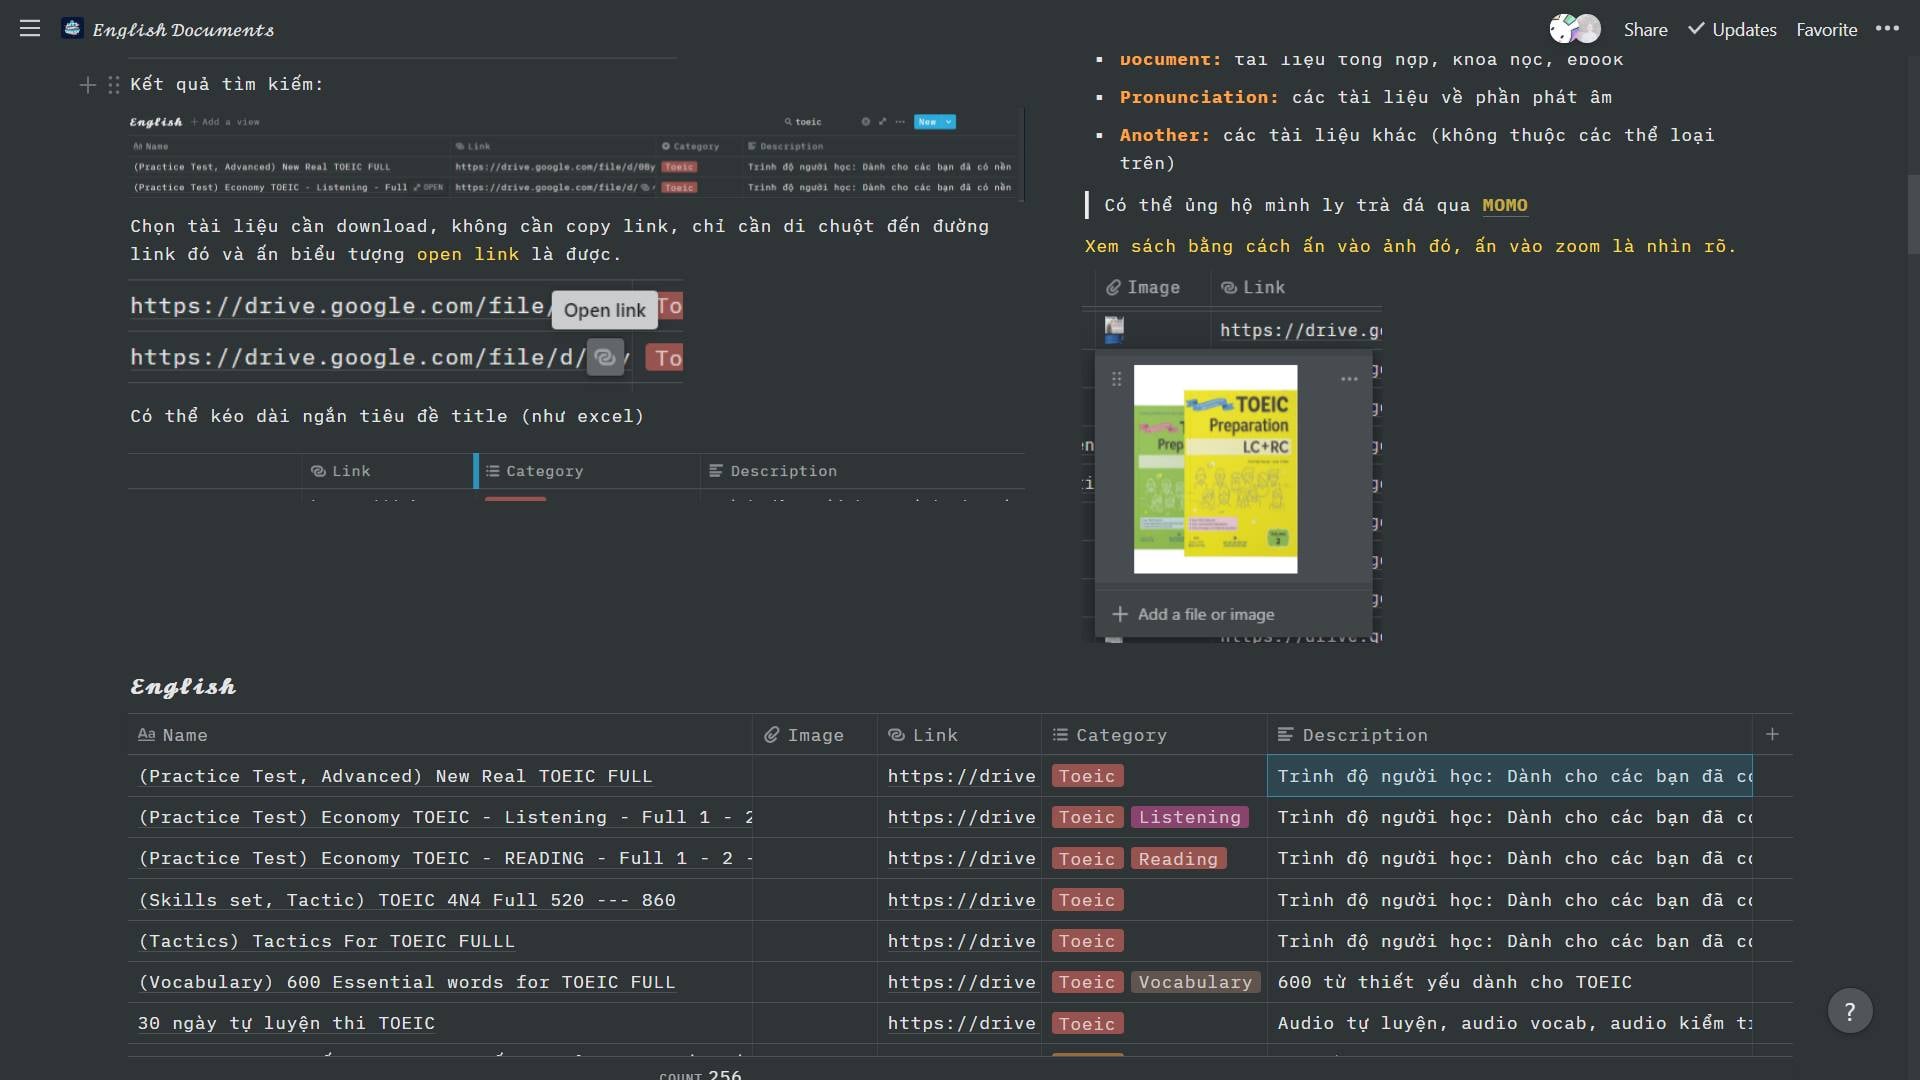 English Documents
Share
Updates
Favorite
Kết quả tìm kiếm:
English
Add a view
toeic
New
Name
Link
Category
Description
(Practice Test, Advanced) New Real TOEIC FULL
https://drive.google.com/file/d/0By
Toeic
Trình độ người học: Dành cho các bạn đã có nền
(Practice Test) Economy TOEIC - Listening - Full
OPEN
https://drive.google.com/file/d/
Toeic
Trình độ người học: Dành cho các bạn đã có nền
Chọn tài liệu cần download, không cần copy link, chỉ cần di chuột đến đường
link đó và ấn biểu tượng open link là được.
https://drive.google.com/file/
Open link
To
https://drive.google.com/file/d/
To
Có thể kéo dài ngắn tiêu đề title (như excel)
Link
Category
Description
Document: tài liệu tổng hợp, khóa học, ebook
Pronunciation: các tài liệu về phần phát âm
Another: các tài liệu khác (không thuộc các thể loại
trên)
Có thể ủng hộ mình ly trà đá qua MOMO
Xem sách bằng cách ấn vào ảnh đó, ấn vào zoom là nhìn rõ.
Image
Link
https://drive.g
TOEIC
Preparation
LC+RC
Add a file or image
English
Aa Name
Image
Link
Category
Description
(Practice Test, Advanced) New Real TOEIC FULL
https://drive
Toeic
Trình độ người học: Dành cho các bạn đã
(Practice Test) Economy TOEIC - Listening - Full 1 - 2
https://drive
Toeic
Listening
Trình độ người học: Dành cho các bạn đã
(Practice Test) Economy TOEIC - READING - Full 1 - 2 -
https://drive
Toeic
Reading
Trình độ người học: Dành cho các bạn đã
(Skills set, Tactic) TOEIC 4N4 Full 520 --- 860
https://drive
Toeic
Trình độ người học: Dành cho các bạn đã
(Tactics) Tactics For TOEIC FULLL
https://drive
Toeic
Trình độ người học: Dành cho các bạn đã
(Vocabulary) 600 Essential words for TOEIC FULL
https://drive
Toeic
Vocabulary
600 từ thiết yếu dành cho TOEIC
30 ngày tự luyện thi TOEIC
https://drive
Toeic
Audio tự luyện, audio vocab, audio kiểm
COUNT 256
?